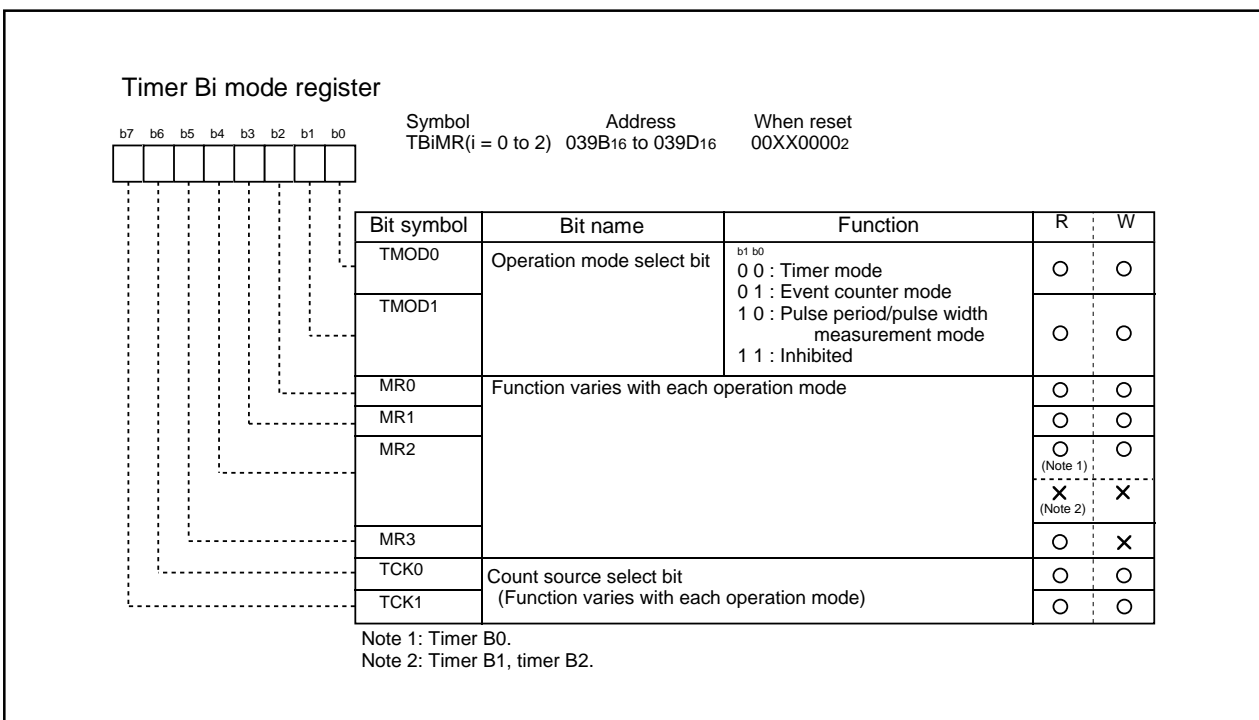 Timer Bi mode register
Symbol Address When reset
b7 b6 b5 b4 b3 b2 b1 b0
TBiMR(i = 0 to 2) 039B16 to 039D16 00XX00002
Bit symbol Bit name Function R W
TMOD0 Operation mode select bit b1 b0
0 0 : Timer mode
0 1 : Event counter mode
TMOD1 1 0 : Pulse period/pulse width
measurement mode
1 1 : Inhibited
MR0 Function varies with each operation mode
MR1
MR2
(Note 1)
(Note 2)
MR3
TCK0 Count source select bit
TCK1 (Function varies with each operation mode)
Note 1: Timer B0.
Note 2: Timer B1, timer B2.